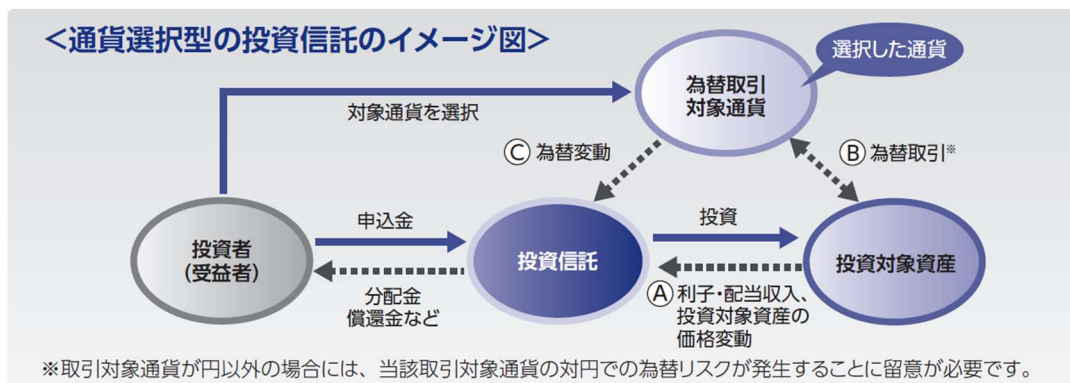 ＜通貨選択型の投資信託のイメージ図＞
選択した通貨
為替取引
対象通貨
対象通貨を選択
Ⓒ 為替変動
Ⓑ 為替取引※
投資者
(受益者)
申込金
分配金
償還金など
投資信託
投資
Ⓐ 利子・配当収入、
投資対象資産の
価格変動
投資対象資産
※取引対象通貨が円以外の場合には、当該取引対象通貨の対円での為替リスクが発生することに留意が必要です。